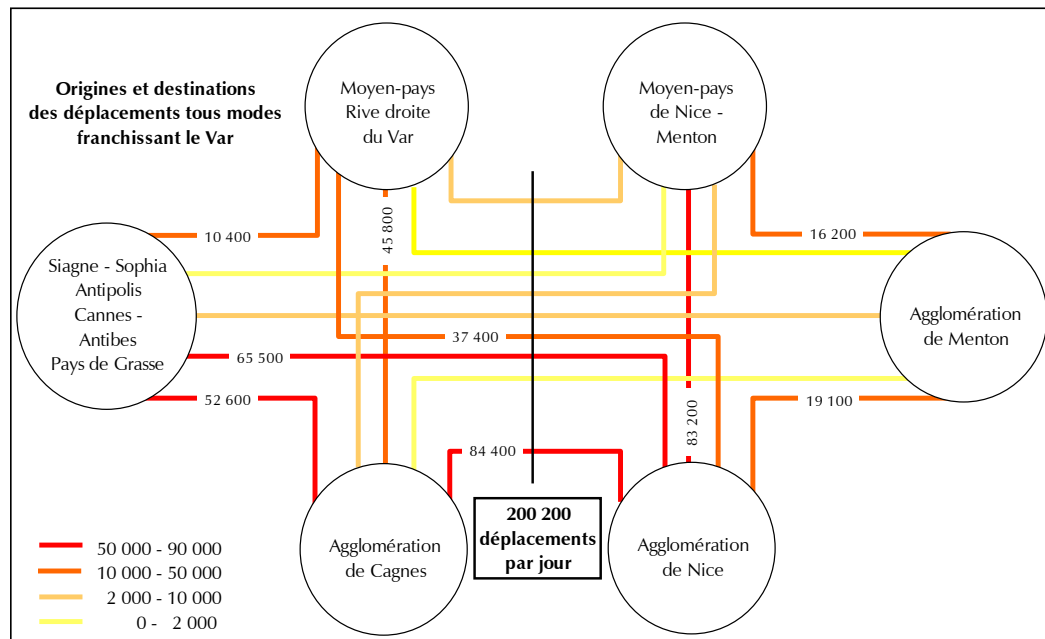 Origines et destinations
des déplacements tous modes
franchissant le Var
Moyen-pays
Rive droite
du Var
Moyen-pays
de Nice -
Menton
10 400
45 800
16 200
Siagne - Sophia
Antipolis
Cannes -
Antibes
Pays de Grasse
Agglomération
de Menton
37 400
65 500
52 600
19 100
83 200
84 400
200 200
déplacements
par jour
Agglomération
de Cagnes
Agglomération
de Nice
50 000 - 90 000
10 000 - 50 000
2 000 - 10 000
0 - 2 000